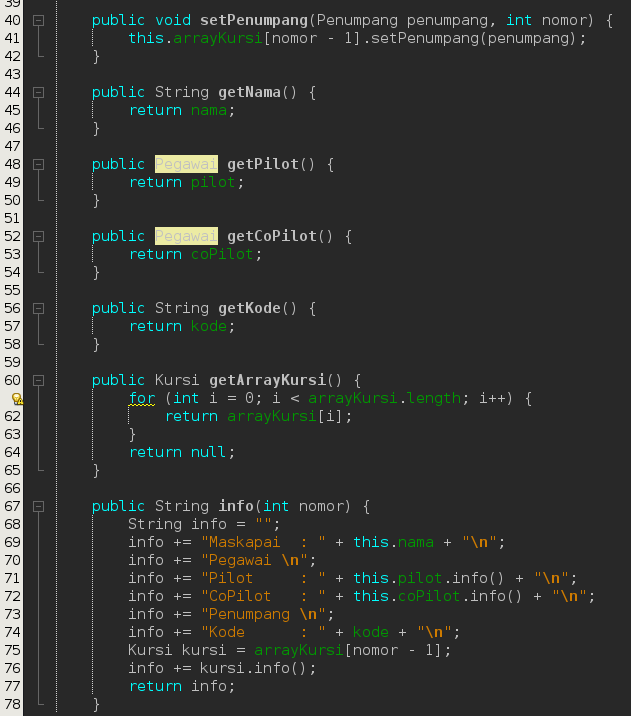 39
40 public void setPenumpang(Penumpang penumpang, int nomor) {
41 this.arrayKursi[nomor - 1].setPenumpang(penumpang);
42 }
43
44 public String getNama() {
45 return nama;
46 }
47
48 public Pegawai getPilot() {
49 return pilot;
50 }
51
52 public Pegawai getCoPilot() {
53 return coPilot;
54 }
55
56 public String getKode() {
57 return kode;
58 }
59
60 public Kursi getArrayKursi() {
for (int i = 0; i < arrayKursi.length; i++) {
62 return arrayKursi[i];
63 }
64 return null;
65 }
66
67 public String info(int nomor) {
68 String info = "";
69 info += "Maskapai  : " + this.nama + "\n";
70 info += "Pegawai \n";
71 info += "Pilot     : " + this.pilot.info() + "\n";
72 info += "CoPilot   : " + this.coPilot.info() + "\n";
73 info += "Penumpang \n";
74 info += "Kode      : " + kode + "\n";
75 Kursi kursi = arrayKursi[nomor - 1];
76 info += kursi.info();
77 return info;
78 }